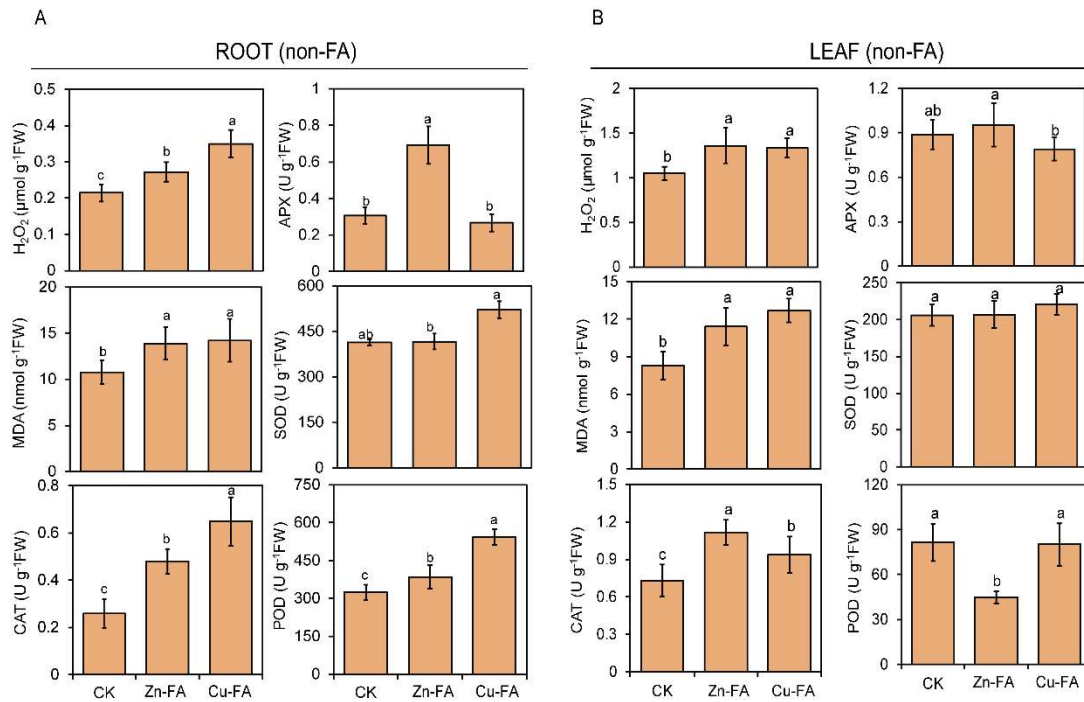 A
ROOT (non-FA)
H₂O₂ (μmol g⁻¹FW)
0.5
0.4
0.3
0.2
0.1
0
c
b
a
APX (U g⁻¹FW)
1
0.8
0.6
0.4
0.2
0
b
a
b
MDA (nmol g⁻¹FW)
20
15
10
5
0
b
a
a
SOD (U g⁻¹FW)
600
450
300
150
0
ab
b
a
CAT (U g⁻¹FW)
0.8
0.6
0.4
0.2
0
c
b
a
CK Zn-FA Cu-FA
POD (U g⁻¹FW)
750
600
450
300
150
0
c
b
a
CK Zn-FA Cu-FA
B
LEAF (non-FA)
H₂O₂ (μmol g⁻¹FW)
2
1.5
1
0.5
0
b
a
a
APX (U g⁻¹FW)
1.2
0.9
0.6
0.3
0
ab
a
b
MDA (nmol g⁻¹FW)
15
12
9
6
3
0
b
a
a
SOD (U g⁻¹FW)
250
200
150
100
50
0
a
a
a
CAT (U g⁻¹FW)
1.5
1.2
0.9
0.6
0.3
0
c
a
b
CK Zn-FA Cu-FA
POD (U g⁻¹FW)
120
90
60
30
0
a
b
a
CK Zn-FA Cu-FA